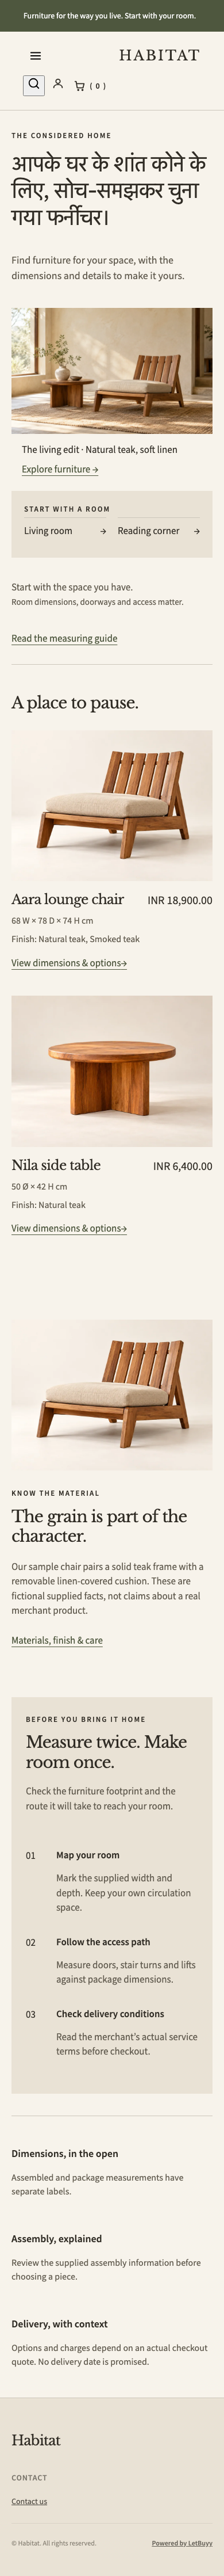 Furniture for the way you live. Start with your room.
HABITAT
( 0 )
THE CONSIDERED HOME
आपके घर के शांत कोने के
लिए, सोच-समझकर चुना
गया फर्नीचर।
Find furniture for your space, with the
dimensions and details to make it yours.
The living edit · Natural teak, soft linen
Explore furniture →
START WITH A ROOM
Living room →
Reading corner →
Start with the space you have.
Room dimensions, doorways and access matter.
Read the measuring guide
A place to pause.
Aara lounge chair INR 18,900.00
68 W × 78 D × 74 H cm
Finish: Natural teak, Smoked teak
View dimensions & options→
Nila side table INR 6,400.00
50 Ø × 42 H cm
Finish: Natural teak
View dimensions & options→
KNOW THE MATERIAL
The grain is part of the
character.
Our sample chair pairs a solid teak frame with a
removable linen-covered cushion. These are
fictional supplied facts, not claims about a real
merchant product.
Materials, finish & care
BEFORE YOU BRING IT HOME
Measure twice. Make
room once.
Check the furniture footprint and the
route it will take to reach your room.
01 Map your room
Mark the supplied width and
depth. Keep your own circulation
space.
02 Follow the access path
Measure doors, stair turns and lifts
against package dimensions.
03 Check delivery conditions
Read the merchant's actual service
terms before checkout.
Dimensions, in the open
Assembled and package measurements have
separate labels.
Assembly, explained
Review the supplied assembly information before
choosing a piece.
Delivery, with context
Options and charges depend on an actual checkout
quote. No delivery date is promised.
Habitat
CONTACT
Contact us
© Habitat. All rights reserved. Powered by LetBuyy